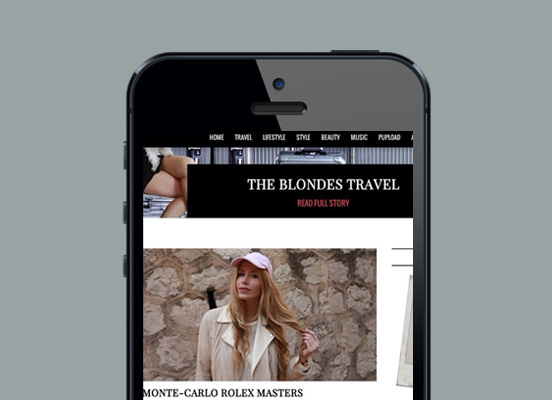 HOME TRAVEL LIFESTYLE STYLE BEAUTY MUSIC PUPLOAD
THE BLONDES TRAVEL
READ FULL STORY
MONTE-CARLO ROLEX MASTERS